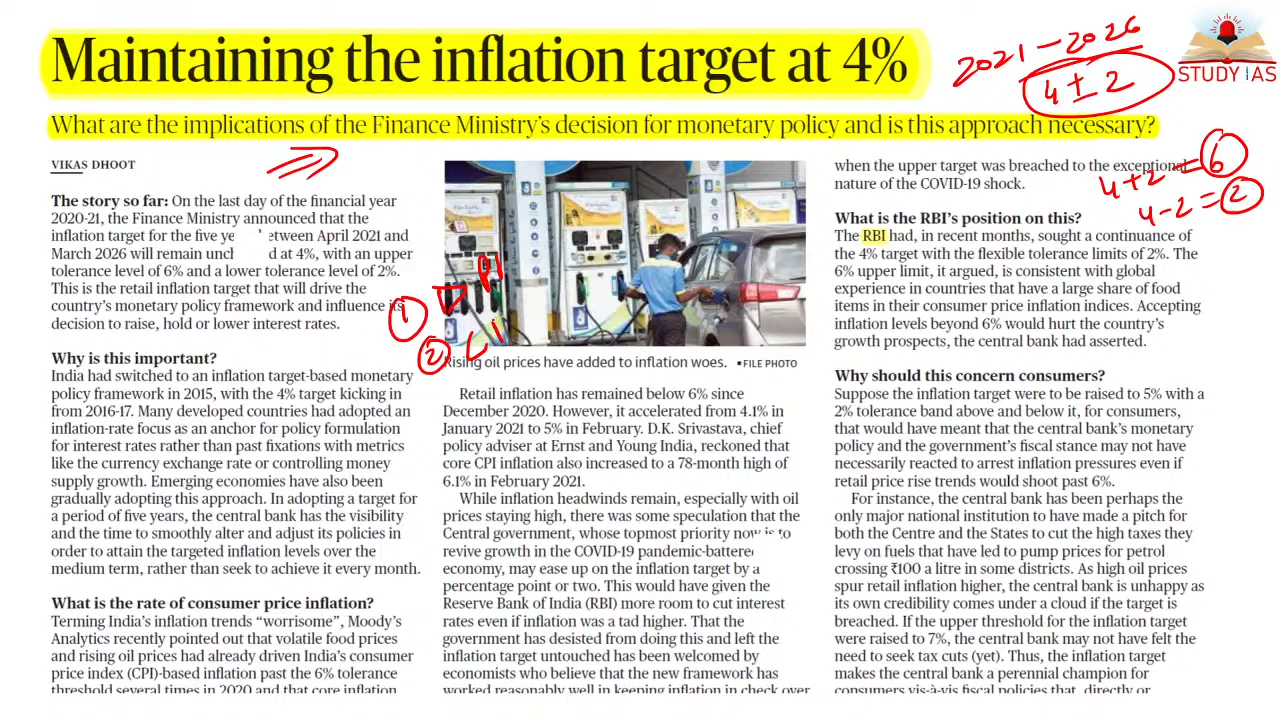 Maintaining the inflation target at 4%
What are the implications of the Finance Ministry's decision for monetary policy and is this approach necessary?
2021 – 2026
4 ± 2
STUDY IAS
4+2 = 6
4-2 = 2
VIKAS DHOOT
The story so far: On the last day of the financial year
2020-21, the Finance Ministry announced that the
inflation target for the five ye etween April 2021 and
March 2026 will remain unch d at 4%, with an upper
tolerance level of 6% and a lower tolerance level of 2%.
This is the retail inflation target that will drive the
country's monetary policy framework and influence its
decision to raise, hold or lower interest rates.
Why is this important?
India had switched to an inflation target-based monetary
policy framework in 2015, with the 4% target kicking in
from 2016-17. Many developed countries had adopted an
inflation-rate focus as an anchor for policy formulation
for interest rates rather than past fixations with metrics
like the currency exchange rate or controlling money
supply growth. Emerging economies have also been
gradually adopting this approach. In adopting a target for
a period of five years, the central bank has the visibility
and the time to smoothly alter and adjust its policies in
order to attain the targeted inflation levels over the
medium term, rather than seek to achieve it every month.
What is the rate of consumer price inflation?
Terming India's inflation trends “worrisome”, Moody's
Analytics recently pointed out that volatile food prices
and rising oil prices had already driven India's consumer
price index (CPI)-based inflation past the 6% tolerance
threshold several times in 2020 and that core inflation
1
2
Rising oil prices have added to inflation woes. ▪FILE PHOTO
Retail inflation has remained below 6% since
December 2020. However, it accelerated from 4.1% in
January 2021 to 5% in February. D.K. Srivastava, chief
policy adviser at Ernst and Young India, reckoned that
core CPI inflation also increased to a 78-month high of
6.1% in February 2021.
While inflation headwinds remain, especially with oil
prices staying high, there was some speculation that the
Central government, whose topmost priority now is to
revive growth in the COVID-19 pandemic-battered
economy, may ease up on the inflation target by a
percentage point or two. This would have given the
Reserve Bank of India (RBI) more room to cut interest
rates even if inflation was a tad higher. That the
government has desisted from doing this and left the
inflation target untouched has been welcomed by
economists who believe that the new framework has
worked reasonably well in keeping inflation in check over
when the upper target was breached to the exceptional
nature of the COVID-19 shock.
What is the RBI's position on this?
The RBI had, in recent months, sought a continuance of
the 4% target with the flexible tolerance limits of 2%. The
6% upper limit, it argued, is consistent with global
experience in countries that have a large share of food
items in their consumer price inflation indices. Accepting
inflation levels beyond 6% would hurt the country's
growth prospects, the central bank had asserted.
Why should this concern consumers?
Suppose the inflation target were to be raised to 5% with a
2% tolerance band above and below it, for consumers,
that would have meant that the central bank's monetary
policy and the government's fiscal stance may not have
necessarily reacted to arrest inflation pressures even if
retail price rise trends would shoot past 6%.
For instance, the central bank has been perhaps the
only major national institution to have made a pitch for
both the Centre and the States to cut the high taxes they
levy on fuels that have led to pump prices for petrol
crossing ₹100 a litre in some districts. As high oil prices
spur retail inflation higher, the central bank is unhappy as
its own credibility comes under a cloud if the target is
breached. If the upper threshold for the inflation target
were raised to 7%, the central bank may not have felt the
need to seek tax cuts (yet). Thus, the inflation target
makes the central bank a perennial champion for
consumers vis-à-vis fiscal policies that, directly or